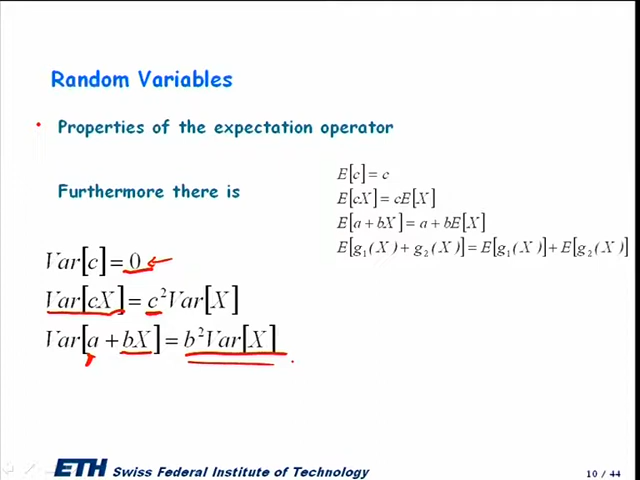 Random Variables
• Properties of the expectation operator
Furthermore there is
E[c] = c
E[cX] = cE[X]
E[a + bX] = a + bE[X]
E[g₁(X) + g₂(X)] = E[g₁(X)] + E[g₂(X)]
Var[c] = 0
Var[cX] = c²Var[X]
Var[a + bX] = b²Var[X]
ETH Swiss Federal Institute of Technology
10 / 44